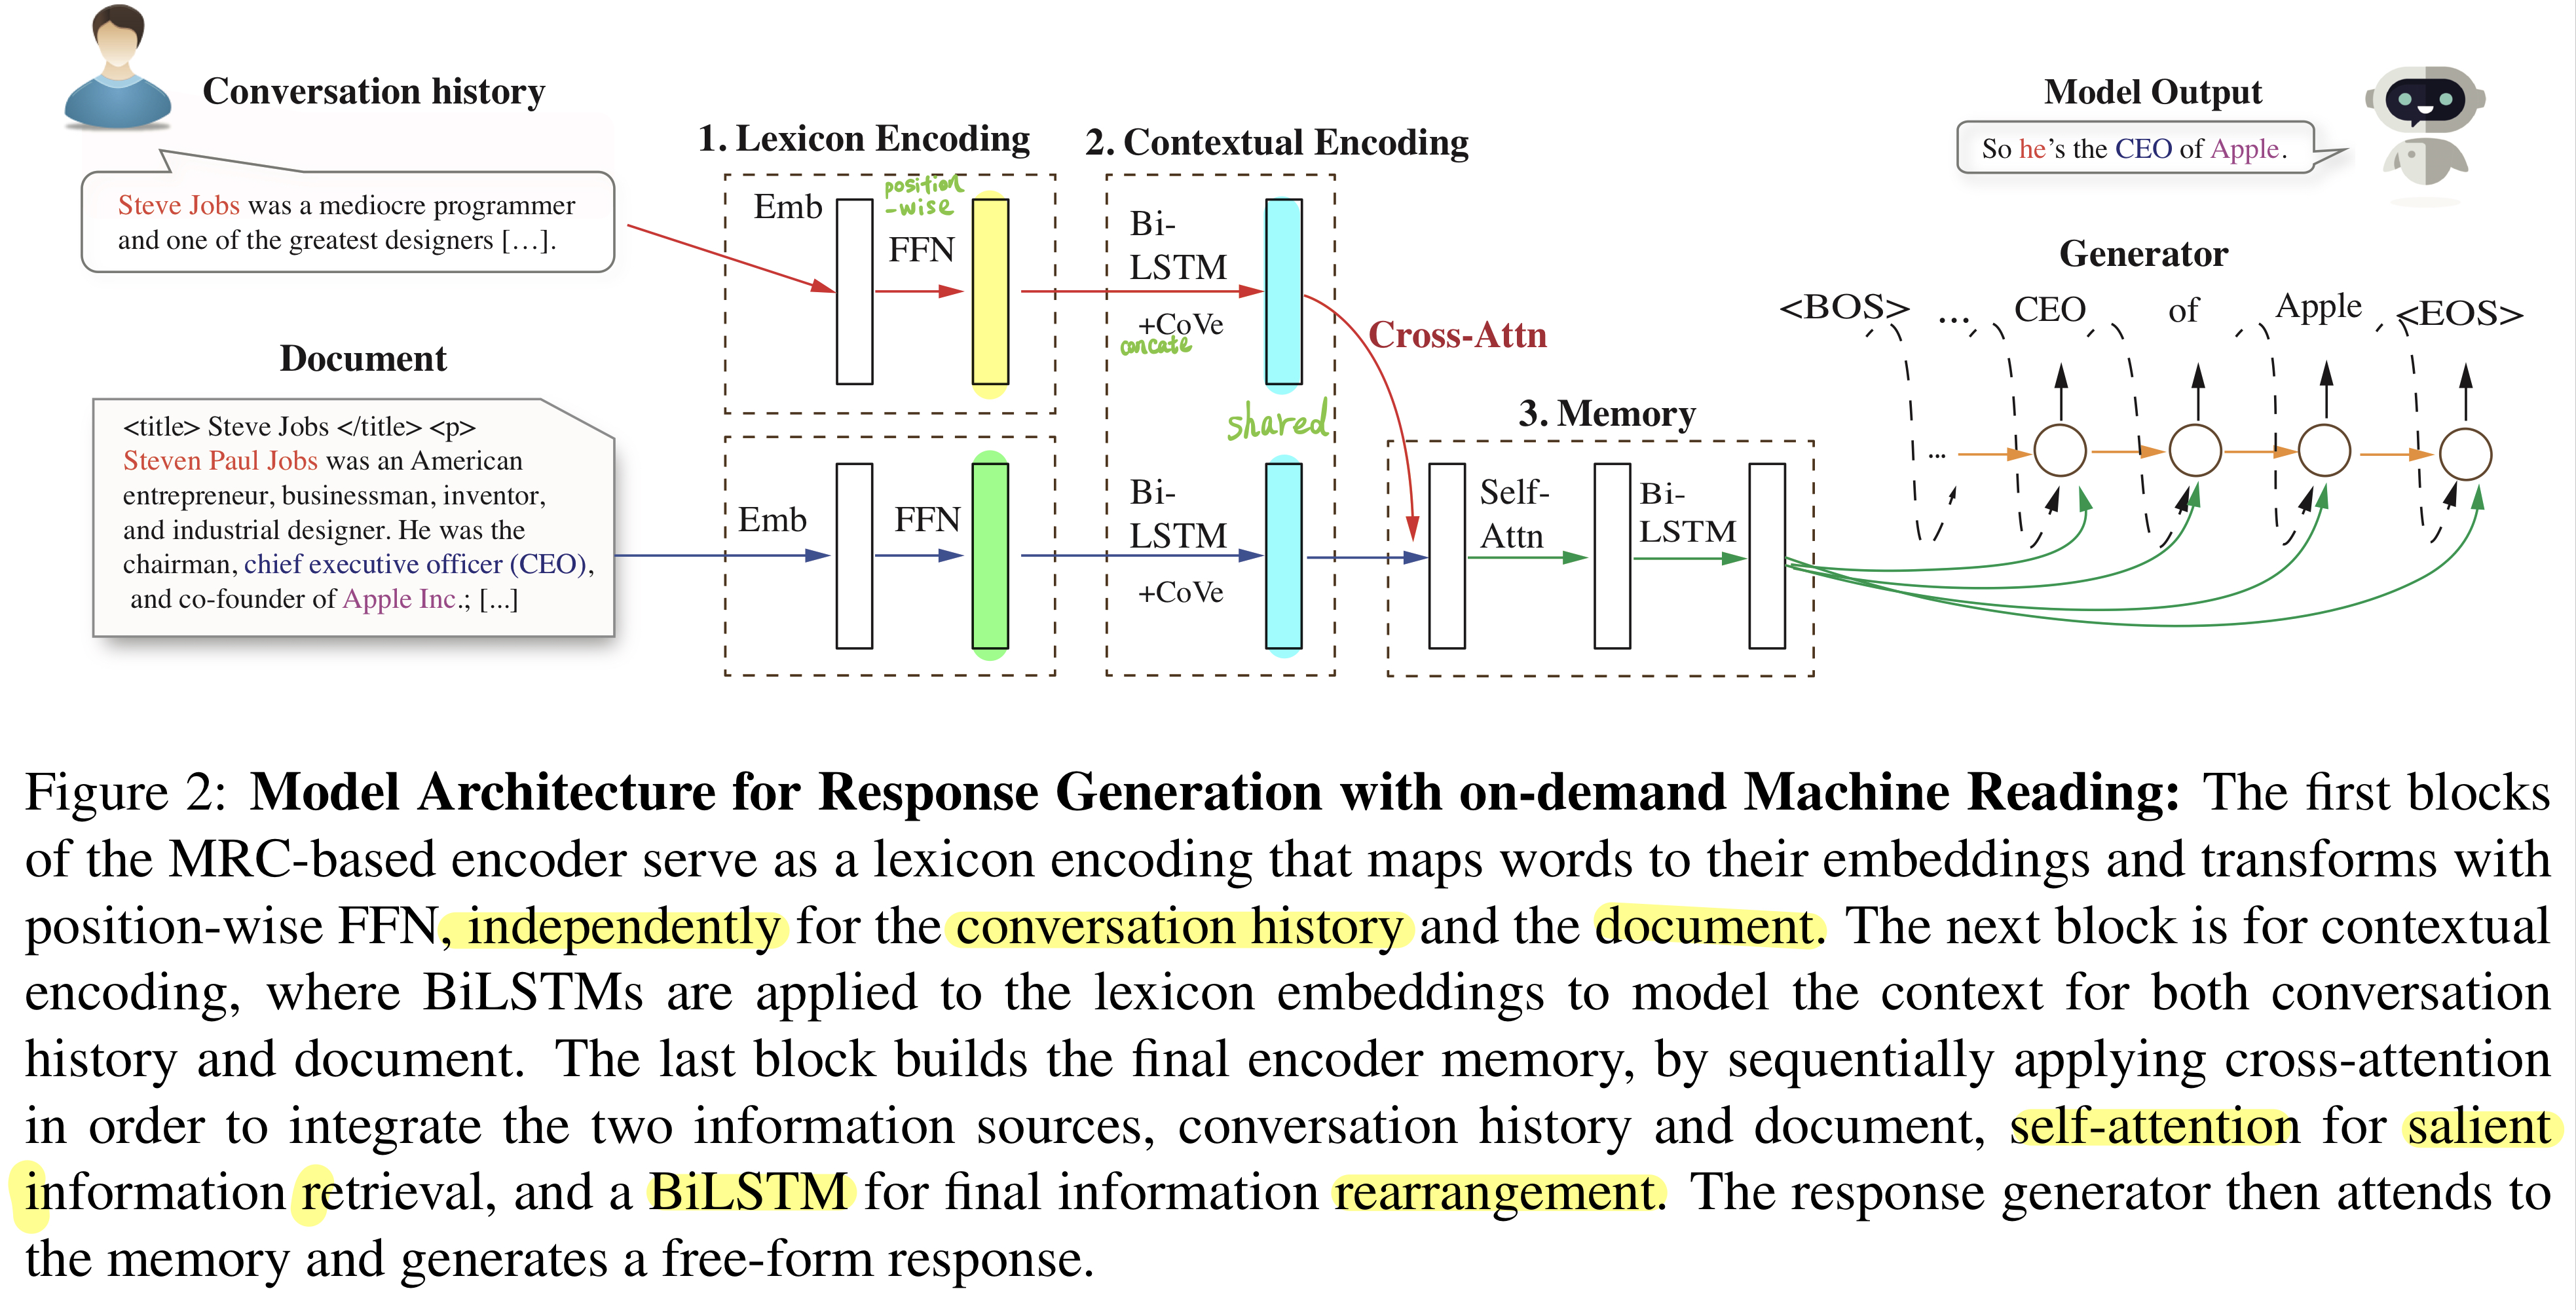 Conversation history
Steve Jobs was a mediocre programmer
and one of the greatest designers […].
Document
<title> Steve Jobs </title> <p>
Steven Paul Jobs was an American
entrepreneur, businessman, inventor,
and industrial designer. He was the
chairman, chief executive officer (CEO),
and co-founder of Apple Inc.; [...]
1. Lexicon Encoding
Emb
position
-wise
FFN
Emb
FFN
2. Contextual Encoding
Bi-
LSTM
+CoVe
concate
shared
Bi-
LSTM
+CoVe
Cross-Attn
3. Memory
Self-
Attn
Bi-
LSTM
Model Output
So he's the CEO of Apple.
Generator
<BOS> ... CEO of Apple <EOS>
...
Figure 2: Model Architecture for Response Generation with on-demand Machine Reading: The first blocks
of the MRC-based encoder serve as a lexicon encoding that maps words to their embeddings and transforms with
position-wise FFN, independently for the conversation history and the document. The next block is for contextual
encoding, where BiLSTMs are applied to the lexicon embeddings to model the context for both conversation
history and document. The last block builds the final encoder memory, by sequentially applying cross-attention
in order to integrate the two information sources, conversation history and document, self-attention for salient
information retrieval, and a BiLSTM for final information rearrangement. The response generator then attends to
the memory and generates a free-form response.